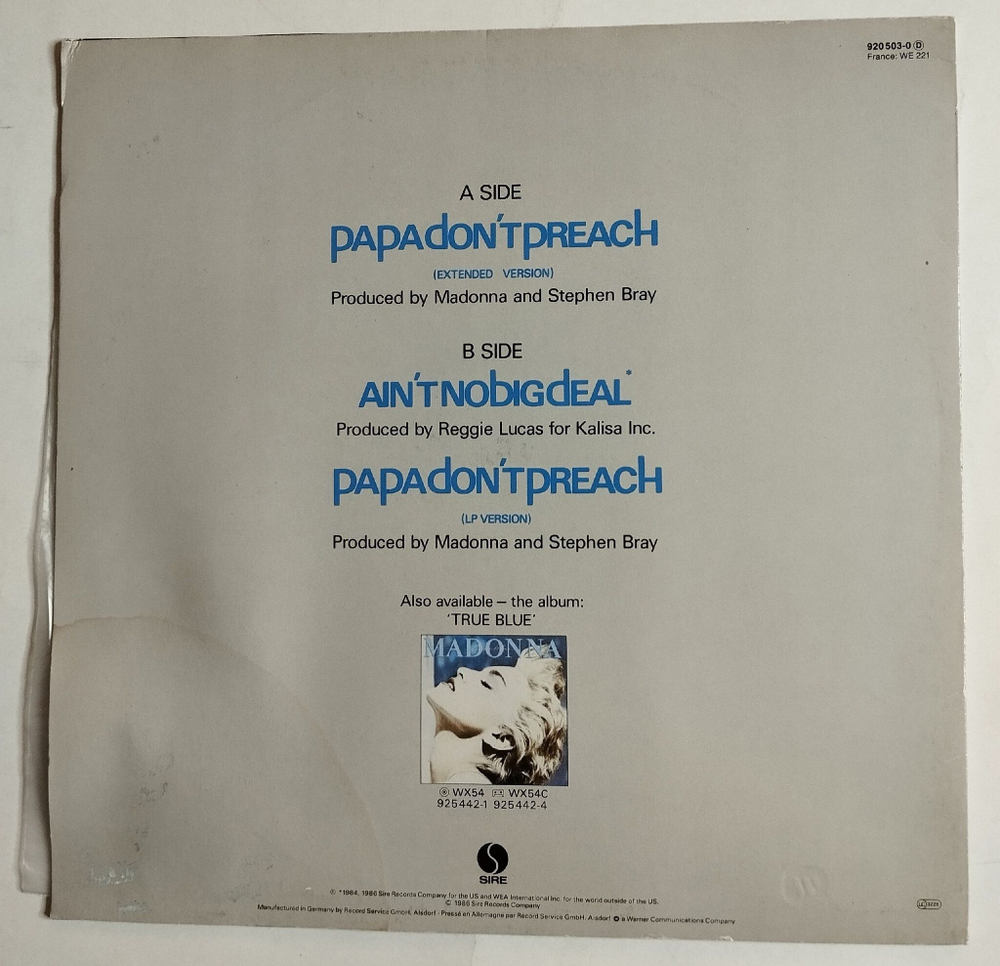 920 503-0 Ⓓ
France: WE 221
A SIDE
PAPA DON'T PREACH
(EXTENDED VERSION)
Produced by Madonna and Stephen Bray
B SIDE
AIN'T NO BIG DEAL*
Produced by Reggie Lucas for Kalisa Inc.
PAPA DON'T PREACH
(LP VERSION)
Produced by Madonna and Stephen Bray
Also available – the album:
'TRUE BLUE'
MADONNA
WX54 WX54C
925442-1 925442-4
SIRE
℗ *1984, 1986 Sire Records Company for the US and WEA International Inc. for the world outside of the US.
© 1986 Sire Records Company
Manufactured in Germany by Record Service GmbH, Alsdorf · Pressé en Allemagne par Record Service GmbH, Alsdorf a Warner Communications Company